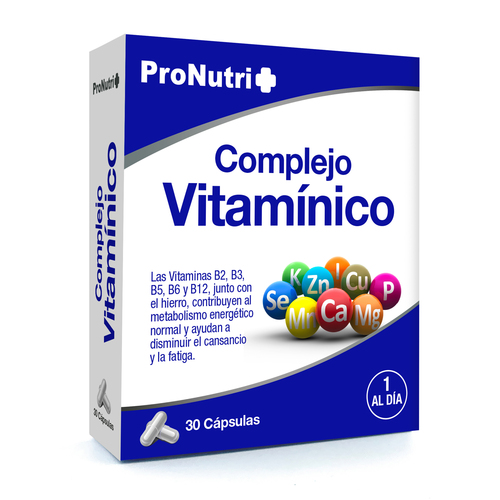 ProNutri+
Complejo
Vitamínico
Las Vitaminas B2, B3,
B5, B6 y B12, junto con
el hierro, contribuyen al
metabolismo energético
normal y ayudan a
disminuir el cansancio
y la fatiga.
K
Zn
I
Cu
P
Se
Mn
Ca
Mg
1
AL DÍA
30 Cápsulas
ProNutri+
Complejo
Vitamínico
30 Cápsulas